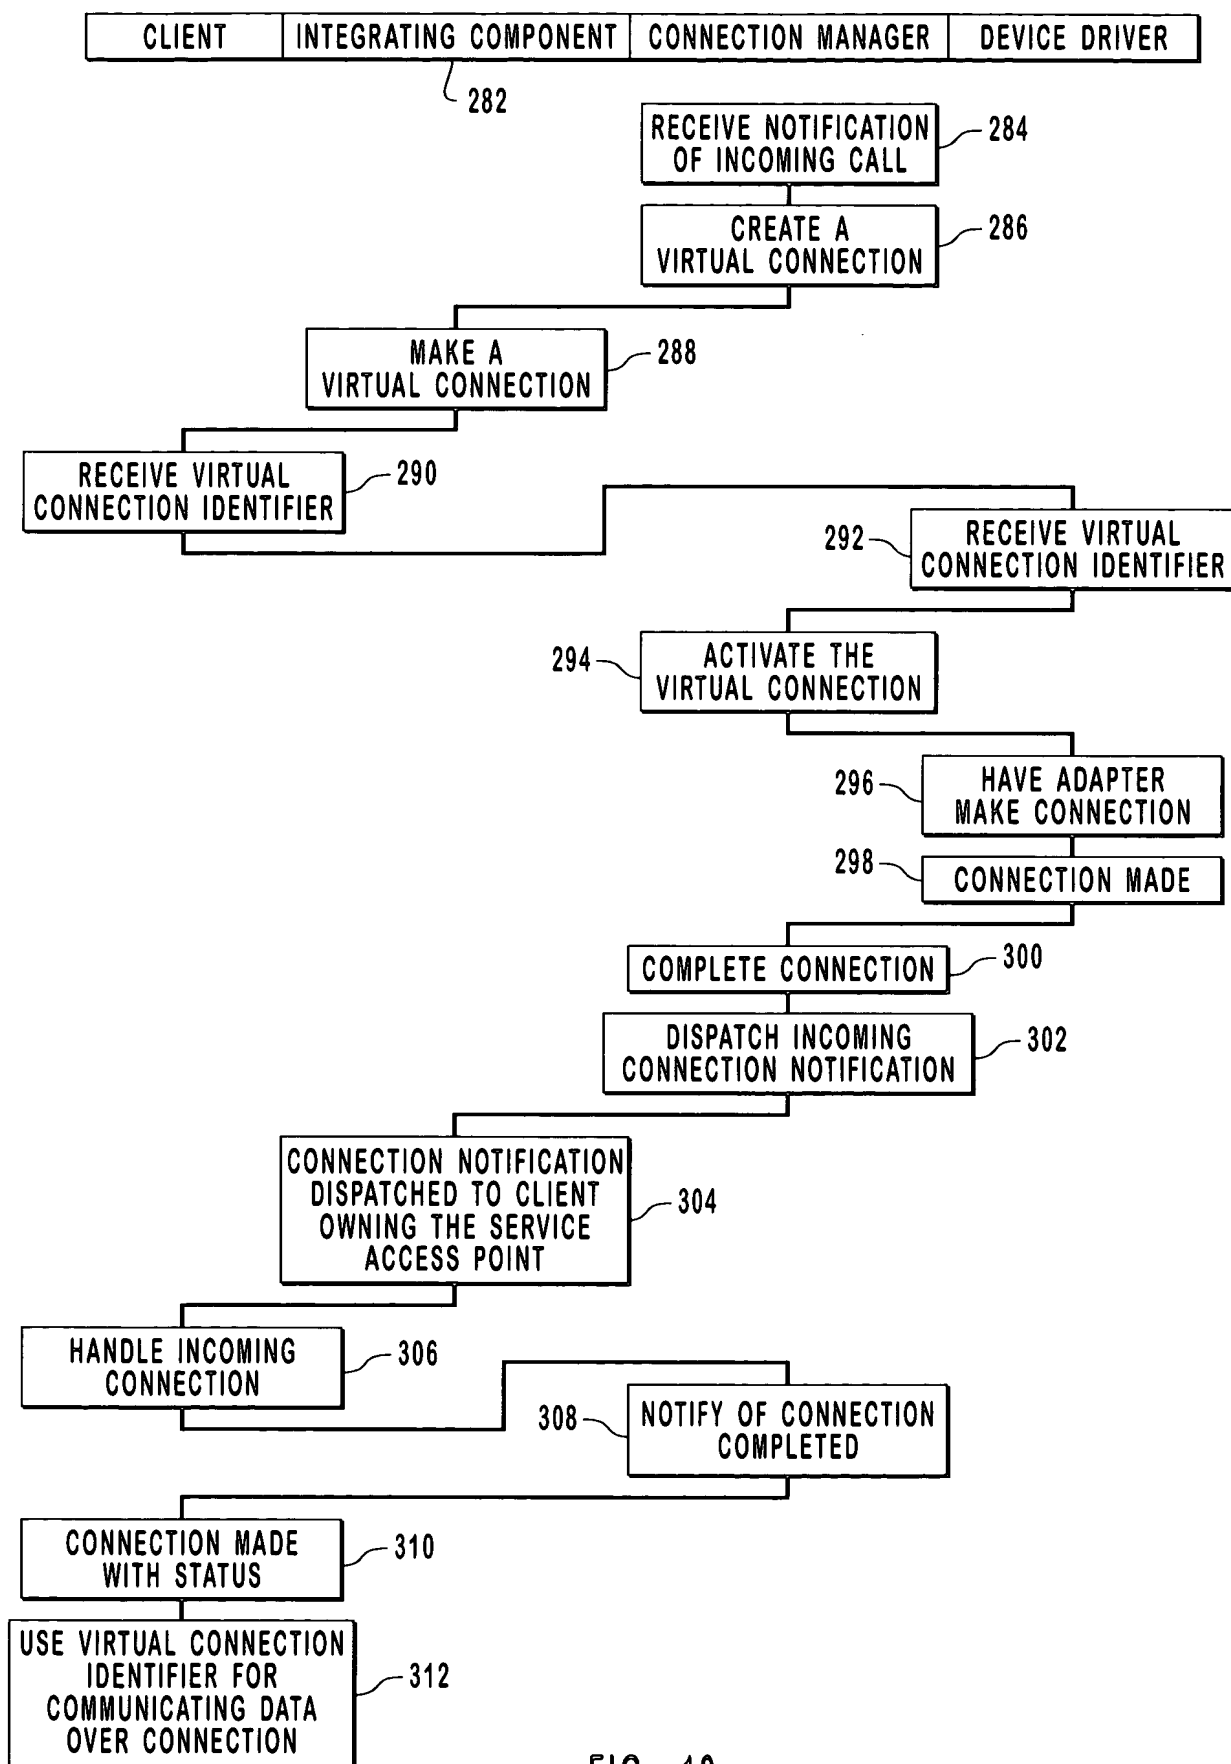 CLIENT INTEGRATING COMPONENT CONNECTION MANAGER DEVICE DRIVER
282
RECEIVE NOTIFICATION
OF INCOMING CALL
284
CREATE A
VIRTUAL CONNECTION
286
MAKE A
VIRTUAL CONNECTION
288
RECEIVE VIRTUAL
CONNECTION IDENTIFIER
290
292
RECEIVE VIRTUAL
CONNECTION IDENTIFIER
294
ACTIVATE THE
VIRTUAL CONNECTION
296
HAVE ADAPTER
MAKE CONNECTION
298
CONNECTION MADE
COMPLETE CONNECTION
300
DISPATCH INCOMING
CONNECTION NOTIFICATION
302
CONNECTION NOTIFICATION
DISPATCHED TO CLIENT
OWNING THE SERVICE
ACCESS POINT
304
HANDLE INCOMING
CONNECTION
306
308
NOTIFY OF CONNECTION
COMPLETED
CONNECTION MADE
WITH STATUS
310
USE VIRTUAL CONNECTION
IDENTIFIER FOR
COMMUNICATING DATA
OVER CONNECTION
312
FIG.